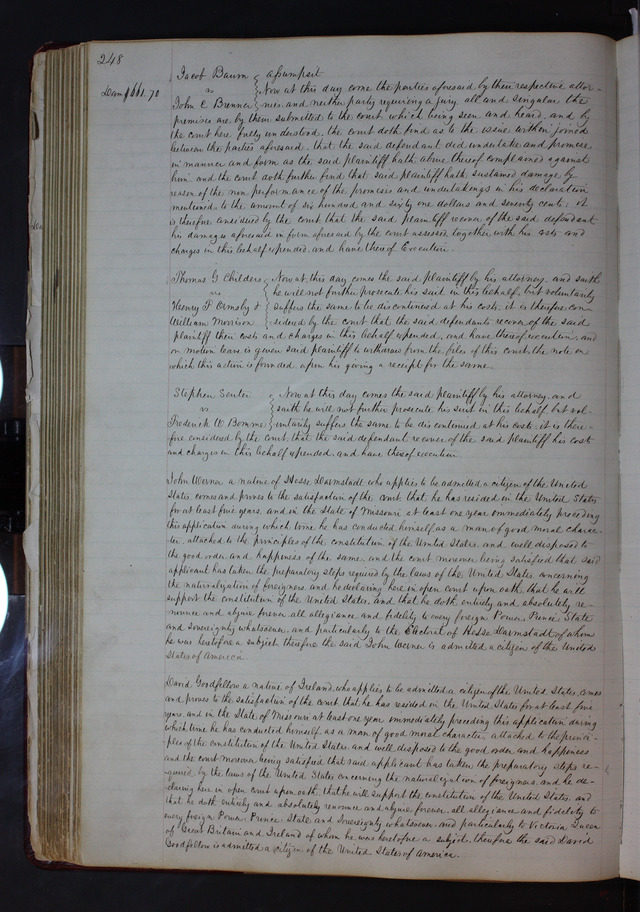 248
Jacob Baum } assumpsit
Dam $661.70 vs } Now at this day come the parties aforesaid by their respective attor-
John C Brunner } nies and neither party requiring a jury all and singular the
premises are by them submitted to the court which being seen and heard, and by
the court here fully understood, the court doth find as to the issue herein joined
between the parties aforesaid, that the said defendant did undertake and promise
in manner and form as the said plaintiff hath above thereof complained against
him and the court doth further find that said plaintiff hath sustained damage by
reason of the non performance of the promises and undertakings in his declaration
mentioned to the amount of six hundred and sixty one dollars and seventy cents; it
is therefore considered by the court that the said plaintiff recover of the said defendant
his damages aforesaid in form aforesaid by the court assessed together with his costs and
charges in this behalf expended, and have thereof Execution.
Thomas G Childers } Now at this day comes the said plaintiff by his attorney, and saith
vs } he will not further prosecute his said in this behalf, but voluntarily
Henry P Ormsby & } suffers the same to be discontinued at his costs, it is therefore con-
William Morrison } sidered by the court that the said defendants recover of the said
plaintiff their costs and charges in this behalf expended, and have thereof execution, and
on motion leave is given said plaintiff to withdraw from the files of this court, the note on
which this action is founded, upon his giving a receipt for the same.
Stephen Souter } Now at this day comes the said plaintiff by his attorney, and
vs } saith he will not further prosecute his suit in this behalf, but vol-
Frederick W } untarily suffers the same to be discontinued at his costs, it is there-
fore considered by the court, that the said defendant recover of the said plaintiff his costs
and charges in this behalf expended and have thereof execution
John Werner a native of Hesse Darmstadt who applies to be admitted a citizen of the United
States comes and proves to the satisfaction of the court that he has resided in the United States
for at least five years, and in the State of Missouri at least one year immediately preceding
this application during which time he has conducted himself as a man of good moral charac-
ter, attached to the principles of the constitution of the United States, and well disposed to
the good order and happiness of the same, and the court moreover being satisfied that said
applicant has taken the preparatory steps required by the laws of the United States concerning
the naturalization of foreigners, and he declaring here in open court upon oath, that he will
support the constitution of the United States, and that he doth entirely and absolutely re-
nounce and abjure forever all allegiance and fidelity to every foreign Power, Prince, State
and Sovereignty whatsoever, and particularly to the Elector of Hesse Darmstadt of whom
he was heretofore a subject, therefore the said John Werner is admitted a citizen of the United
States of America.
David Goodfellow a native of Ireland, who applies to be admitted a citizen of the United States, comes
and proves to the satisfaction of the court that he has resided in the United States for at least five
years and in the State of Missouri at least one year immediately preceding this application during
which time he has conducted himself as a man of good moral character, attached to the princi-
ples of the constitution of the United States, and well disposed to the good order and happiness
and the court moreover being satisfied that said applicant has taken the preparatory steps re-
quired by the laws of the United States concerning the naturalization of foreigners and he de-
claring here in open court upon oath, that he will support the constitution of the United States, and
that he doth entirely and absolutely renounce and abjure forever all allegiance and fidelity to
every foreign Power, Prince, State and Sovereignty whatsoever, and particularly to Victoria Queen
of Great Britain and Ireland of whom he was heretofore a subject, therefore the said David
Goodfellow is admitted a citizen of the United States of America.